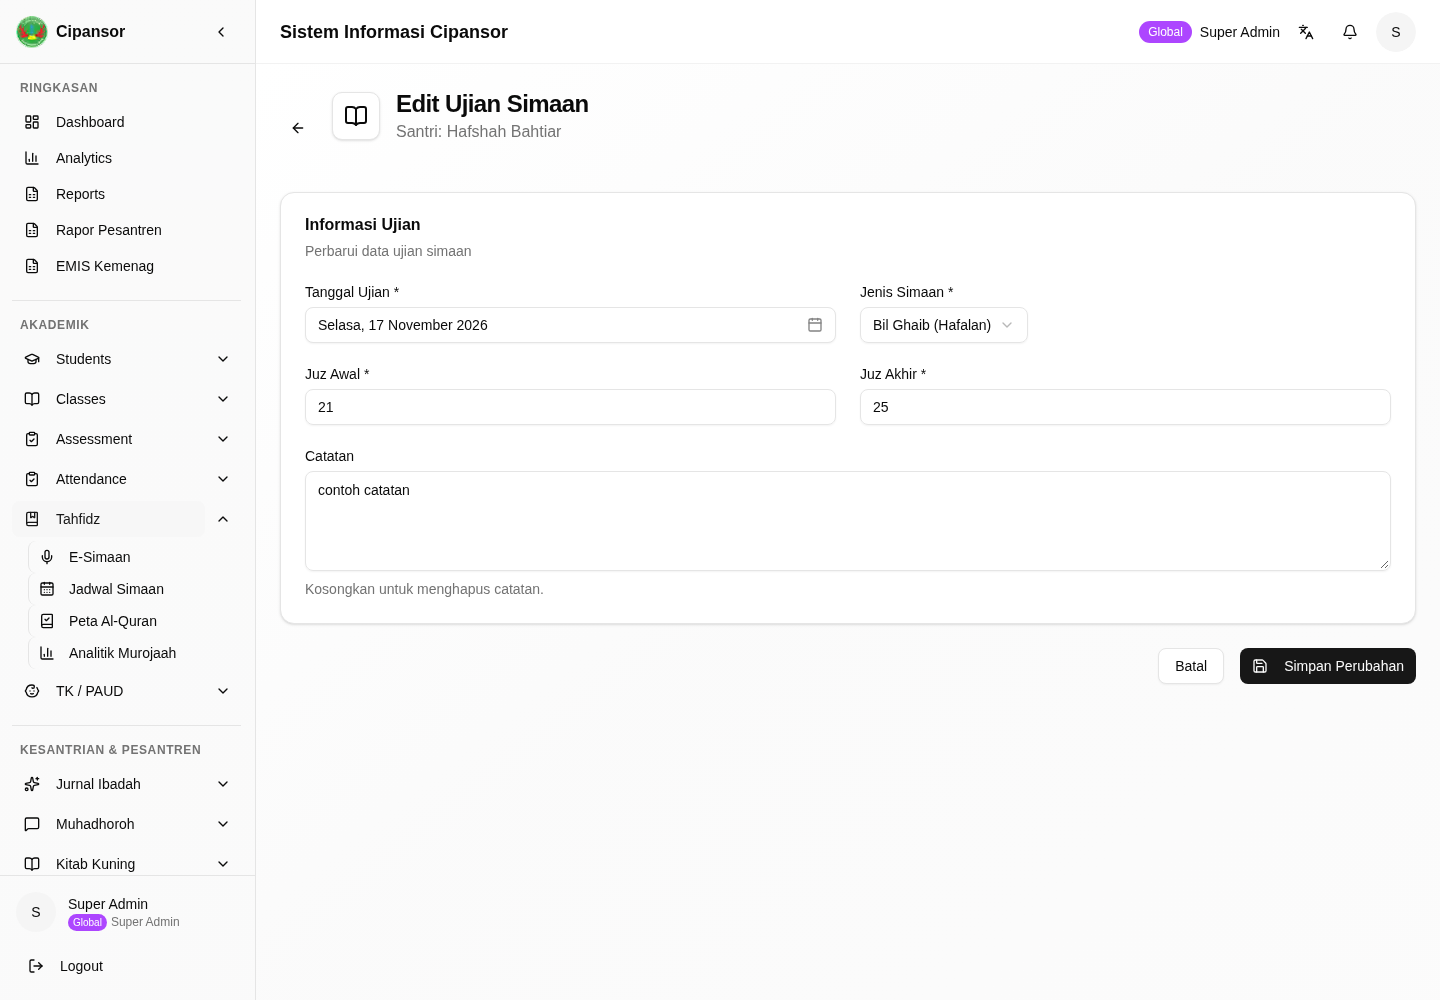 Cipansor
Sistem Informasi Cipansor
Global
Super Admin
S
RINGKASAN
Dashboard
Analytics
Reports
Rapor Pesantren
EMIS Kemenag
AKADEMIK
Students
Classes
Assessment
Attendance
Tahfidz
E-Simaan
Jadwal Simaan
Peta Al-Quran
Analitik Murojaah
TK / PAUD
KESANTRIAN & PESANTREN
Jurnal Ibadah
Muhadhoroh
Kitab Kuning
S
Super Admin
Global
Super Admin
Logout
Edit Ujian Simaan
Santri: Hafshah Bahtiar
Informasi Ujian
Perbarui data ujian simaan
Tanggal Ujian *
Selasa, 17 November 2026
Jenis Simaan *
Bil Ghaib (Hafalan)
Juz Awal *
21
Juz Akhir *
25
Catatan
contoh catatan
Kosongkan untuk menghapus catatan.
Batal
Simpan Perubahan